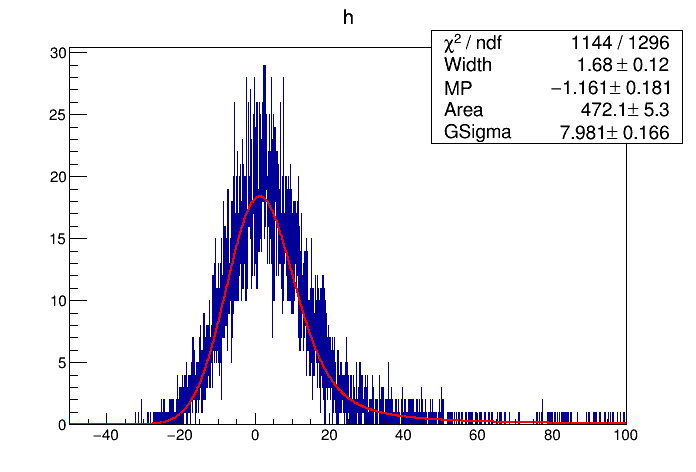 h
χ² / ndf 1144 / 1296
Width 1.68 ± 0.12
MP −1.161 ± 0.181
Area 472.1 ± 5.3
GSigma 7.981 ± 0.166
30
25
20
15
10
5
0
−40 −20 0 20 40 60 80 100